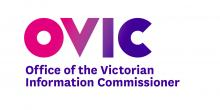 OVIC
Office of the Victorian
Information Commissioner